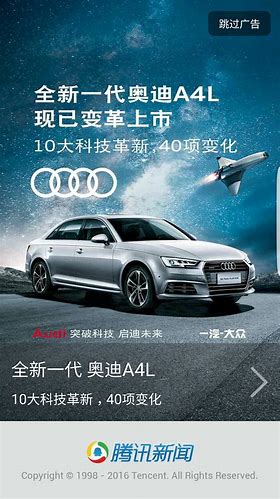 跳过广告
全新一代奥迪A4L
现已变革上市
10大科技革新,40项变化
Audi 突破科技 启迪未来
一汽-大众
全新一代 奥迪A4L
10大科技革新，40项变化
腾讯新闻
Copyright © 1998 - 2016 Tencent. All Rights Reserved.